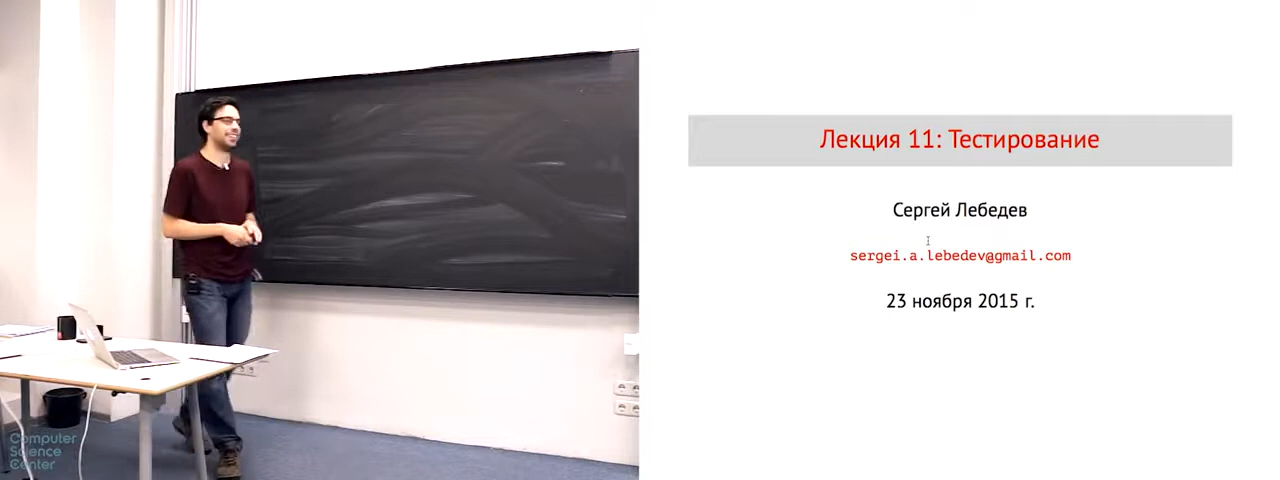 Лекция 11: Тестирование
Сергей Лебедев
sergei.a.lebedev@gmail.com
23 ноября 2015 г.
Computer
Science
Center